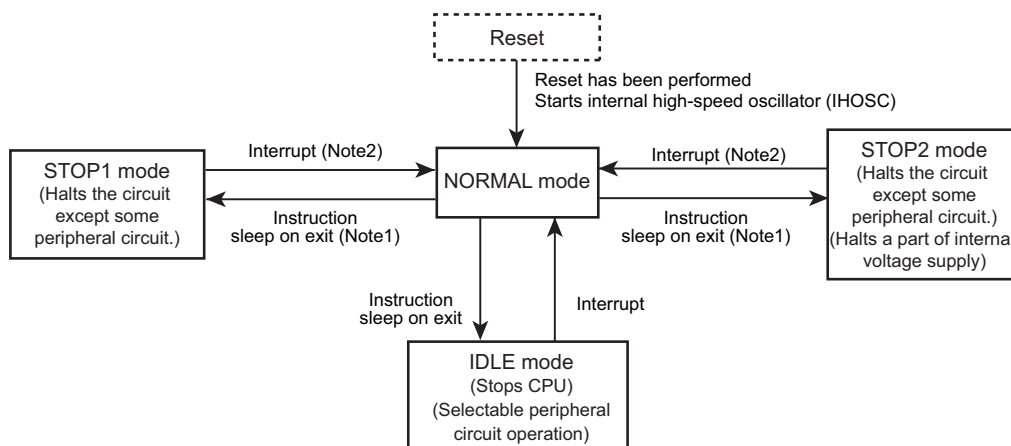 Reset
Reset has been performed
Starts internal high-speed oscillator (IHOSC)
STOP1 mode
(Halts the circuit
except some
peripheral circuit.)
Interrupt (Note2)
Instruction
sleep on exit (Note1)
NORMAL mode
Interrupt (Note2)
Instruction
sleep on exit (Note1)
STOP2 mode
(Halts the circuit
except some
peripheral circuit.)
(Halts a part of interna
voltage supply)
Instruction
sleep on exit
Interrupt
IDLE mode
(Stops CPU)
(Selectable peripheral
circuit operation)